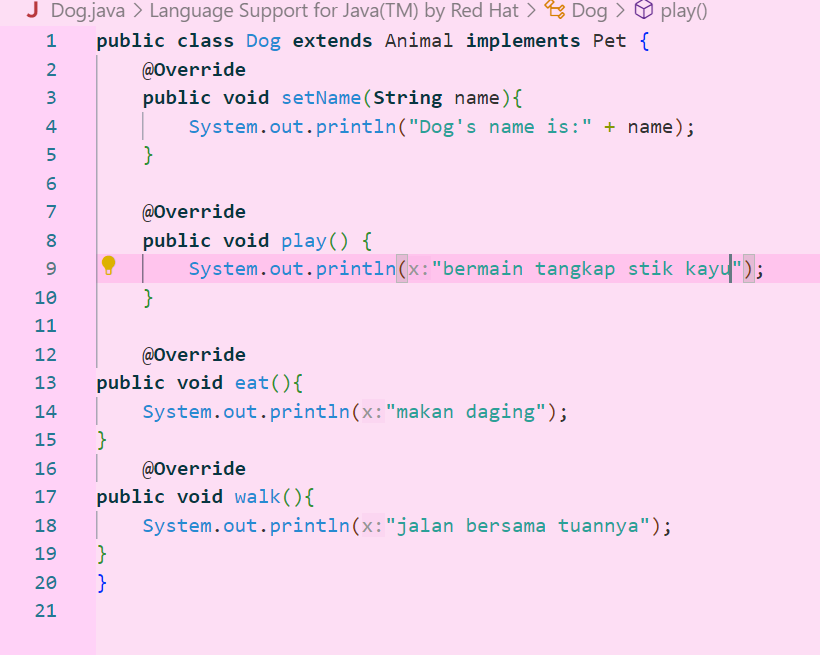 J Dog.java > Language Support for Java(TM) by Red Hat > Dog > play()
1 public class Dog extends Animal implements Pet {
2     @Override
3     public void setName(String name){
4         System.out.println("Dog's name is:" + name);
5     }
6
7     @Override
8     public void play() {
9         System.out.println(x:"bermain tangkap stik kayu");
10     }
11
12     @Override
13 public void eat(){
14     System.out.println(x:"makan daging");
15 }
16     @Override
17 public void walk(){
18     System.out.println(x:"jalan bersama tuannya");
19 }
20 }
21